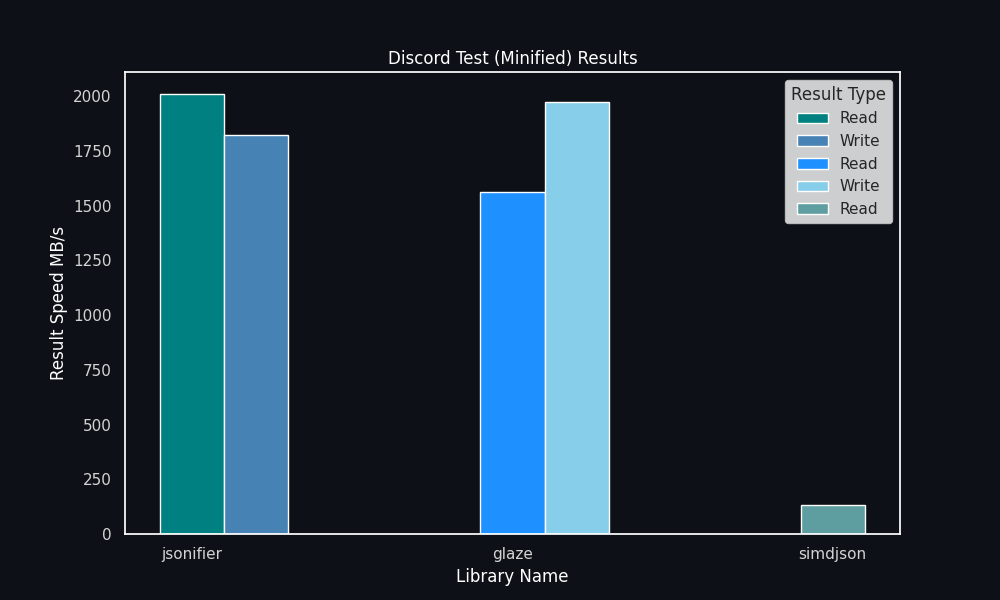 Discord Test (Minified) Results
Result Speed MB/s
2000
1750
1500
1250
1000
750
500
250
0
Result Type
Read
Write
Read
Write
Read
jsonifier
glaze
simdjson
Library Name